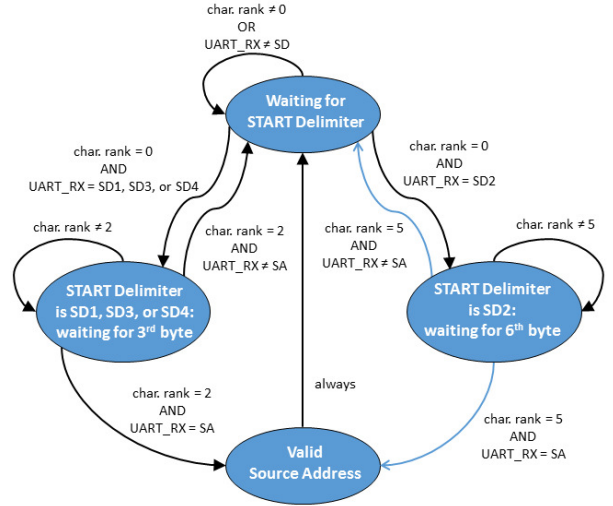 char. rank ≠ 0
OR
UART_RX ≠ SD
Waiting for
START Delimiter
char. rank = 0
AND
UART_RX = SD1, SD3, or SD4
char. rank = 0
AND
UART_RX = SD2
char. rank ≠ 2
char. rank = 2
AND
UART_RX ≠ SA
char. rank = 5
AND
UART_RX ≠ SA
char. rank ≠ 5
START Delimiter
is SD1, SD3, or SD4:
waiting for 3rd byte
START Delimiter
is SD2:
waiting for 6th byte
char. rank = 2
AND
UART_RX = SA
always
char. rank = 5
AND
UART_RX = SA
Valid
Source Address